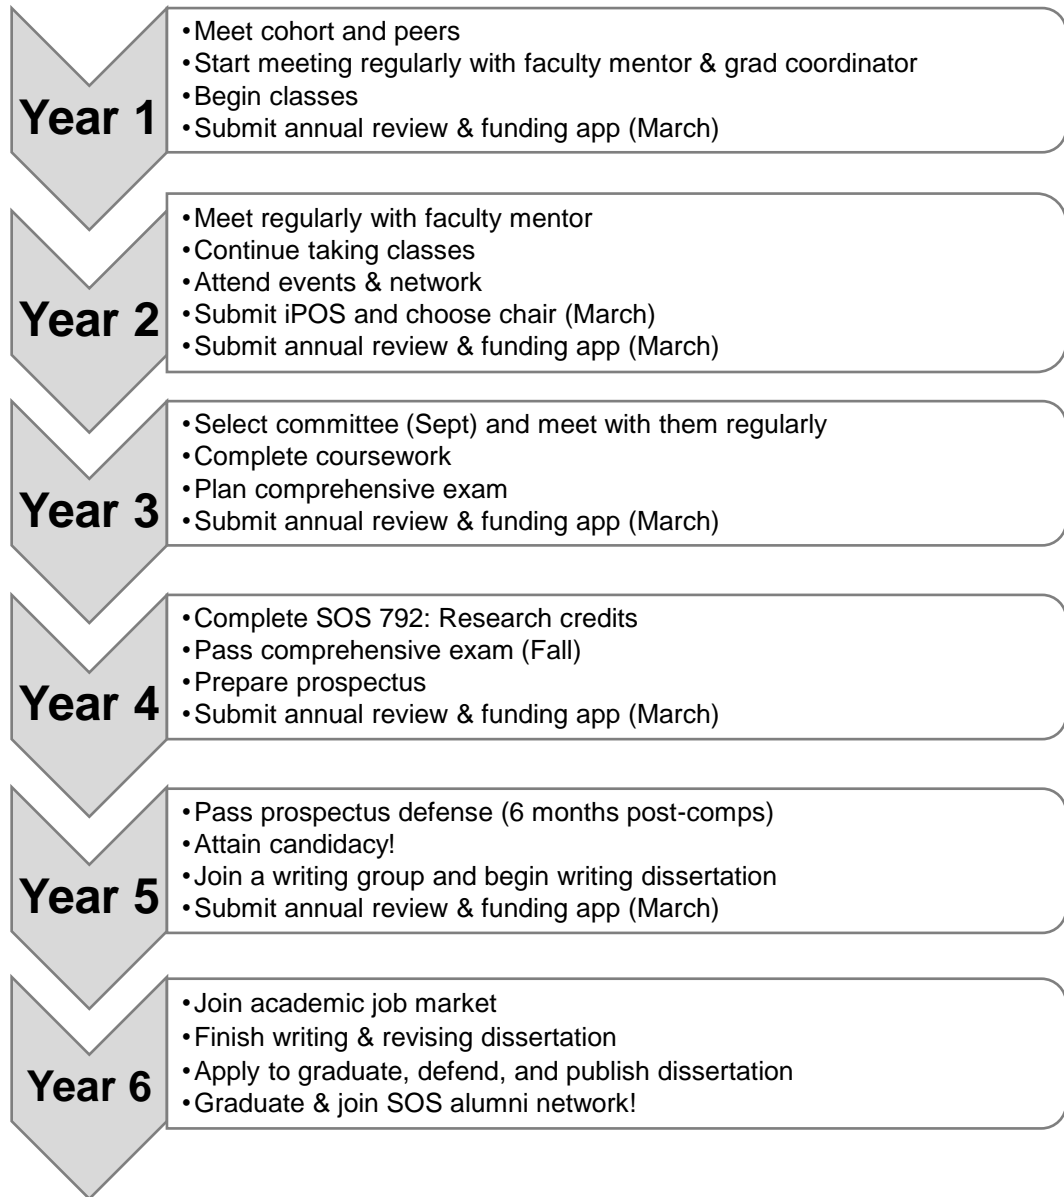 Year 1
•Meet cohort and peers
•Start meeting regularly with faculty mentor & grad coordinator
•Begin classes
•Submit annual review & funding app (March)
Year 2
•Meet regularly with faculty mentor
•Continue taking classes
•Attend events & network
•Submit iPOS and choose chair (March)
•Submit annual review & funding app (March)
Year 3
•Select committee (Sept) and meet with them regularly
•Complete coursework
•Plan comprehensive exam
•Submit annual review & funding app (March)
Year 4
•Complete SOS 792: Research credits
•Pass comprehensive exam (Fall)
•Prepare prospectus
•Submit annual review & funding app (March)
Year 5
•Pass prospectus defense (6 months post-comps)
•Attain candidacy!
•Join a writing group and begin writing dissertation
•Submit annual review & funding app (March)
Year 6
•Join academic job market
•Finish writing & revising dissertation
•Apply to graduate, defend, and publish dissertation
•Graduate & join SOS alumni network!